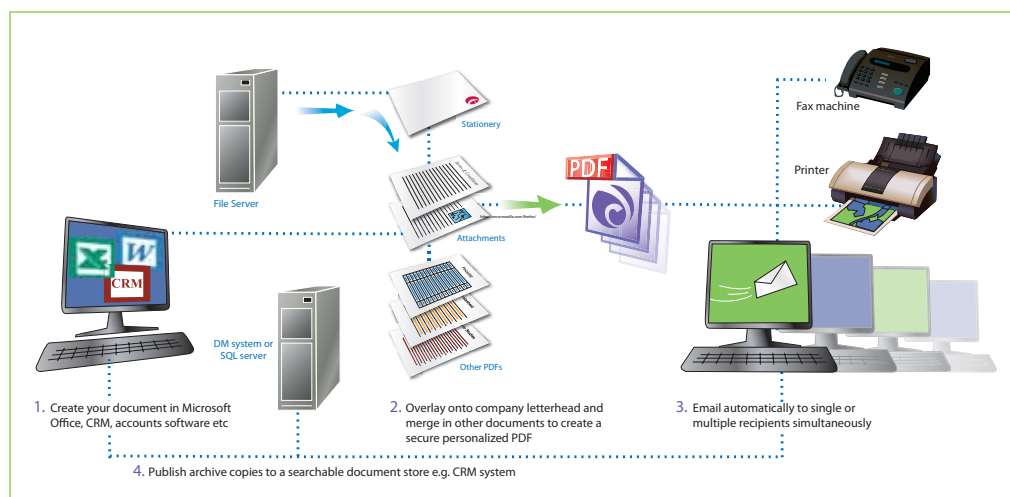 Fax machine
Stationery
PDF
Printer
File Server
Attachments
W
X
CRM
DM system or
SQL server
Other PDFs
1. Create your document in Microsoft
Office, CRM, accounts software etc
2. Overlay onto company letterhead and
merge in other documents to create a
secure personalized PDF
3. Email automatically to single or
multiple recipients simultaneously
4. Publish archive copies to a searchable document store e.g. CRM system